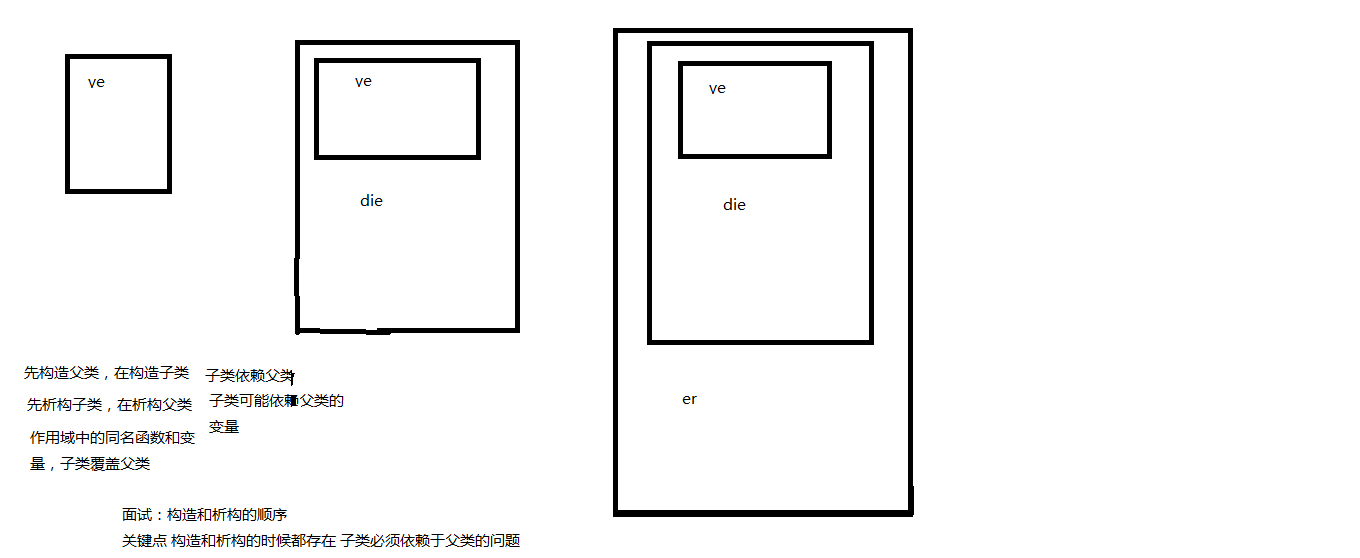 ve
ve
die
ve
die
er
先构造父类，在构造子类
先析构子类，在析构父类
作用域中的同名函数和变
量，子类覆盖父类
子类依赖父类
子类可能依赖父类的
变量
面试：构造和析构的顺序
关键点 构造和析构的时候都存在 子类必须依赖于父类的问题